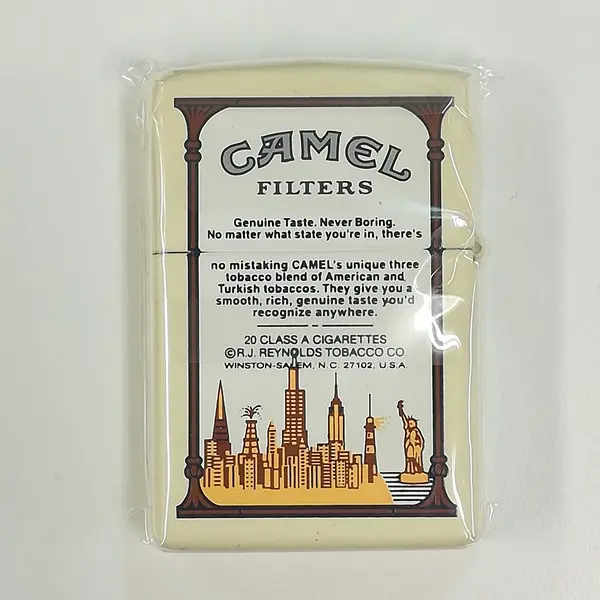 CAMEL
FILTERS
Genuine Taste. Never Boring.
No matter what state you're in, there's
no mistaking CAMEL's unique three
tobacco blend of American and
Turkish tobaccos. They give you a
smooth, rich, genuine taste you'd
recognize anywhere.
20 CLASS A CIGARETTES
©R.J. REYNOLDS TOBACCO CO.
WINSTON-SALEM, N.C. 27102, U.S.A.